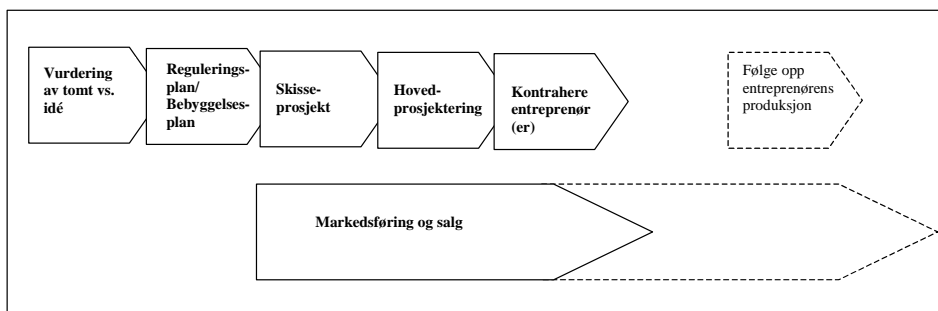 Vurdering
av tomt vs.
idé
Regulerings-
plan/
Bebyggelses-
plan
Skisse-
prosjekt
Hoved-
prosjektering
Kontrahere
entreprenør
(er)
Følge opp
entreprenørens
produksjon
Markedsføring og salg